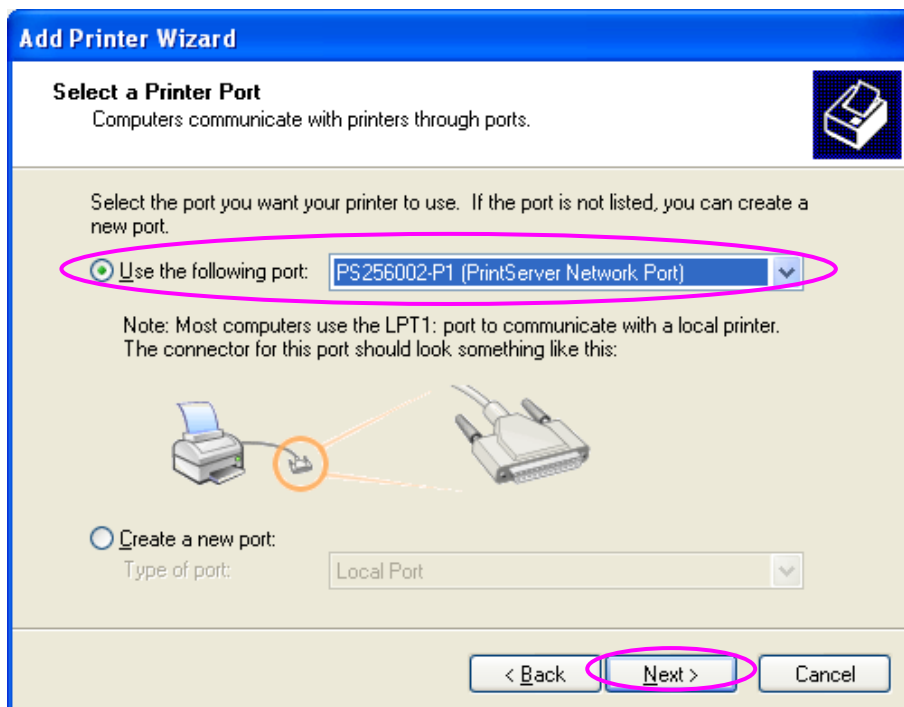 Add Printer Wizard
Select a Printer Port
Computers communicate with printers through ports.
Select the port you want your printer to use. If the port is not listed, you can create a
new port.
Use the following port: PS256002-P1 (PrintServer Network Port)
Note: Most computers use the LPT1: port to communicate with a local printer.
The connector for this port should look something like this:
Create a new port:
Type of port: Local Port
< Back Next > Cancel